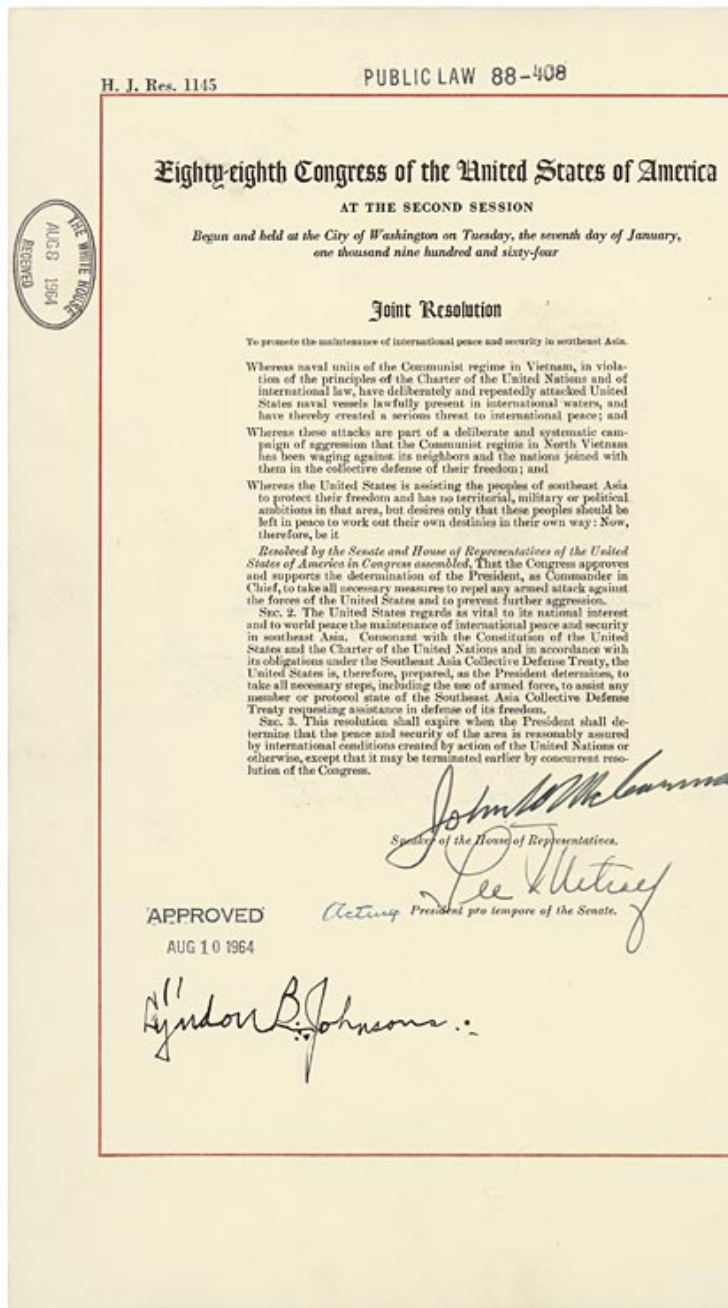 H. J. Res. 1145
PUBLIC LAW 88-408
Eighty-eighth Congress of the United States of America
AT THE SECOND SESSION
Begun and held at the City of Washington on Tuesday, the seventh day of January,
one thousand nine hundred and sixty-four
THE WHITE HOUSE
AUG 8 1964
RECEIVED
Joint Resolution
To promote the maintenance of international peace and security in southeast Asia.
Whereas naval units of the Communist regime in Vietnam, in viola-
tion of the principles of the Charter of the United Nations and of
international law, have deliberately and repeatedly attacked United
States naval vessels lawfully present in international waters, and
have thereby created a serious threat to international peace; and
Whereas these attacks are part of a deliberate and systematic cam-
paign of aggression that the Communist regime in North Vietnam
has been waging against its neighbors and the nations joined with
them in the collective defense of their freedom; and
Whereas the United States is assisting the peoples of southeast Asia
to protect their freedom and has no territorial, military or political
ambitions in that area, but desires only that these peoples should be
left in peace to work out their own destinies in their own way: Now,
therefore, be it
Resolved by the Senate and House of Representatives of the United
States of America in Congress assembled, That the Congress approves
and supports the determination of the President, as Commander in
Chief, to take all necessary measures to repel any armed attack against
the forces of the United States and to prevent further aggression.
SEC. 2. The United States regards as vital to its national interest
and to world peace the maintenance of international peace and security
in southeast Asia. Consonant with the Constitution of the United
States and the Charter of the United Nations and in accordance with
its obligations under the Southeast Asia Collective Defense Treaty, the
United States is, therefore, prepared, as the President determines, to
take all necessary steps, including the use of armed force, to assist any
member or protocol state of the Southeast Asia Collective Defense
Treaty requesting assistance in defense of its freedom.
SEC. 3. This resolution shall expire when the President shall de-
termine that the peace and security of the area is reasonably assured
by international conditions created by action of the United Nations or
otherwise, except that it may be terminated earlier by concurrent reso-
lution of the Congress.
John W McCorma
Speaker of the House of Representatives.
Lee Metcalf
Acting President pro tempore of the Senate.
APPROVED
AUG 10 1964
Lyndon B. Johnson